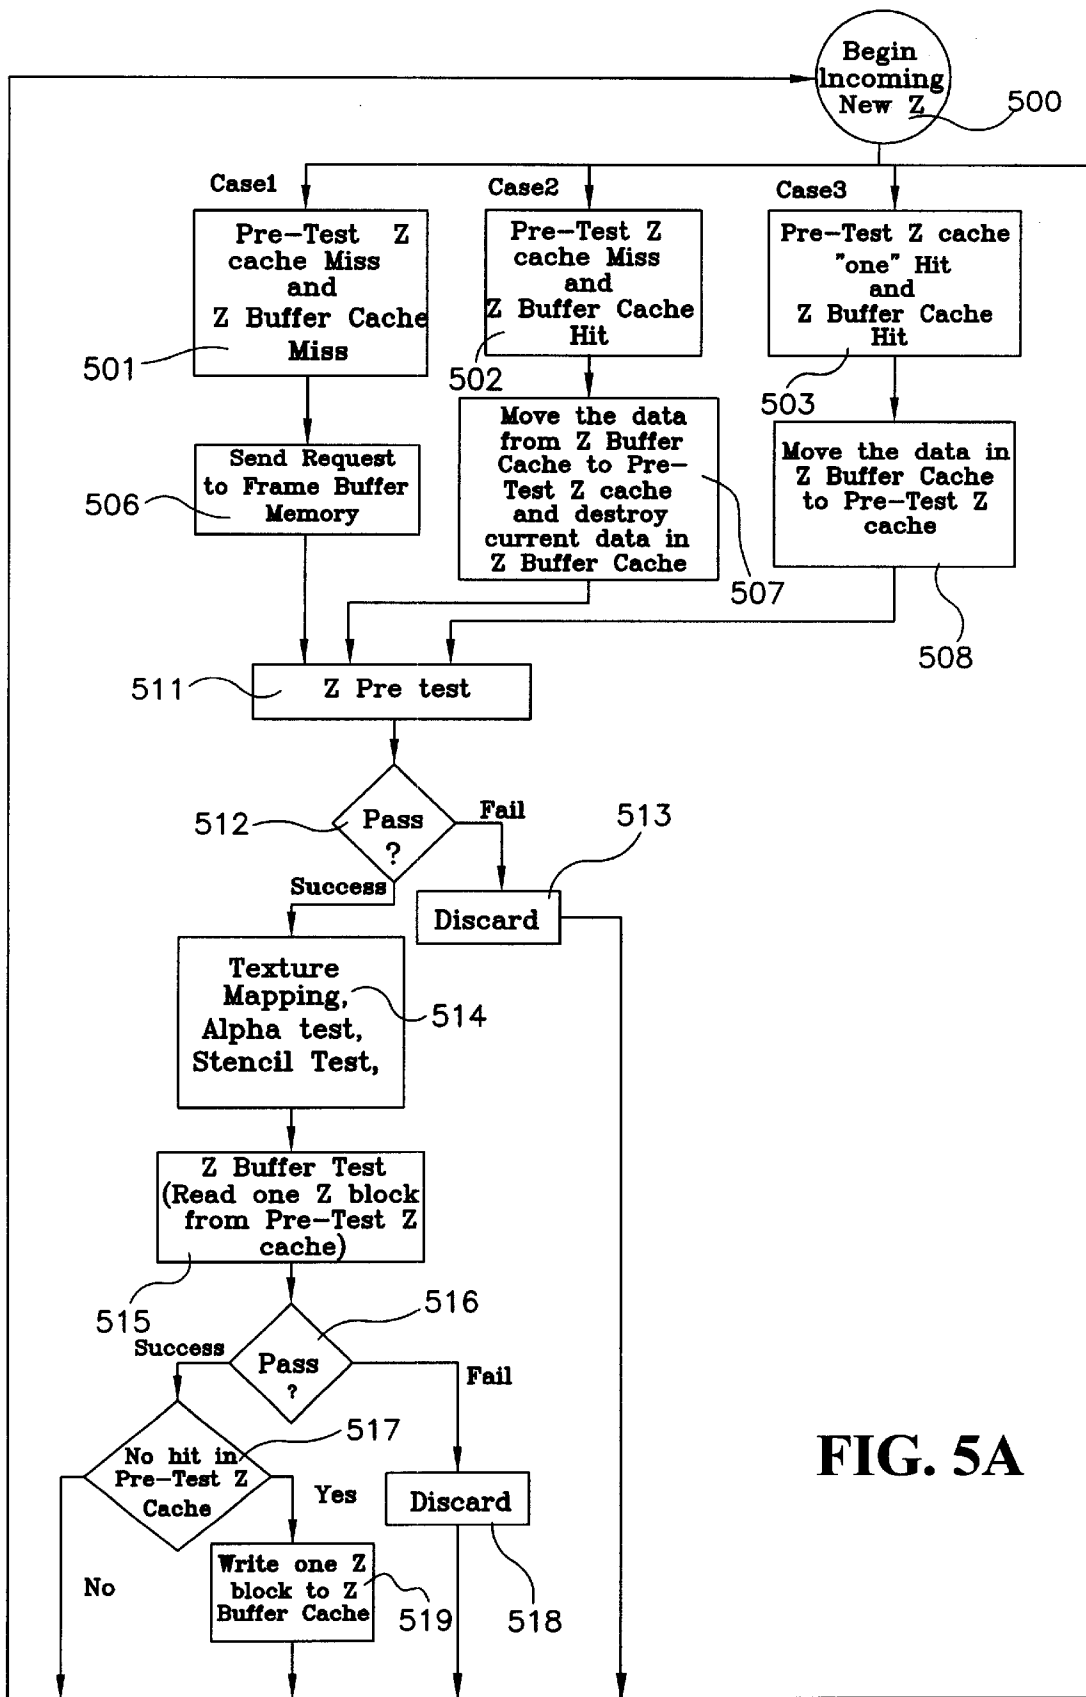 Begin
Incoming
New Z
500
Case1
Case2
Case3
Pre-Test Z
cache Miss
and
Z Buffer Cache
Miss
501
Pre-Test Z
cache Miss
and
Z Buffer Cache
Hit
502
Pre-Test Z cache
"one" Hit
and
Z Buffer Cache
Hit
503
Send Request
to Frame Buffer
Memory
506
Move the data
from Z Buffer
Cache to Pre-
Test Z cache
and destroy
current data in
Z Buffer Cache
507
Move the data in
Z Buffer Cache
to Pre-Test Z
cache
508
511
Z Pre test
512
Pass
?
Fail
513
Success
Discard
Texture
Mapping,
Alpha test,
Stencil Test,
514
Z Buffer Test
(Read one Z block
from Pre-Test Z
cache)
515
516
Success
Pass
?
Fail
517
No hit in
Pre-Test Z
Cache
Yes
Discard
No
Write one Z
block to Z
Buffer Cache
519
518
FIG. 5A